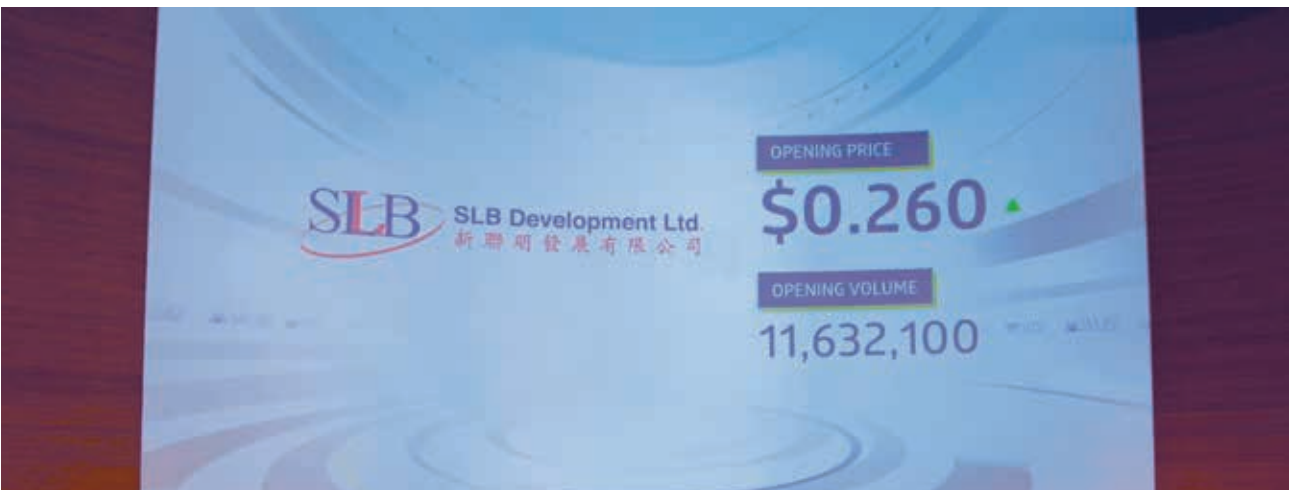 SLB
SLB Development Ltd.
新聯明發展有限公司
OPENING PRICE
$0.260
OPENING VOLUME
11,632,100